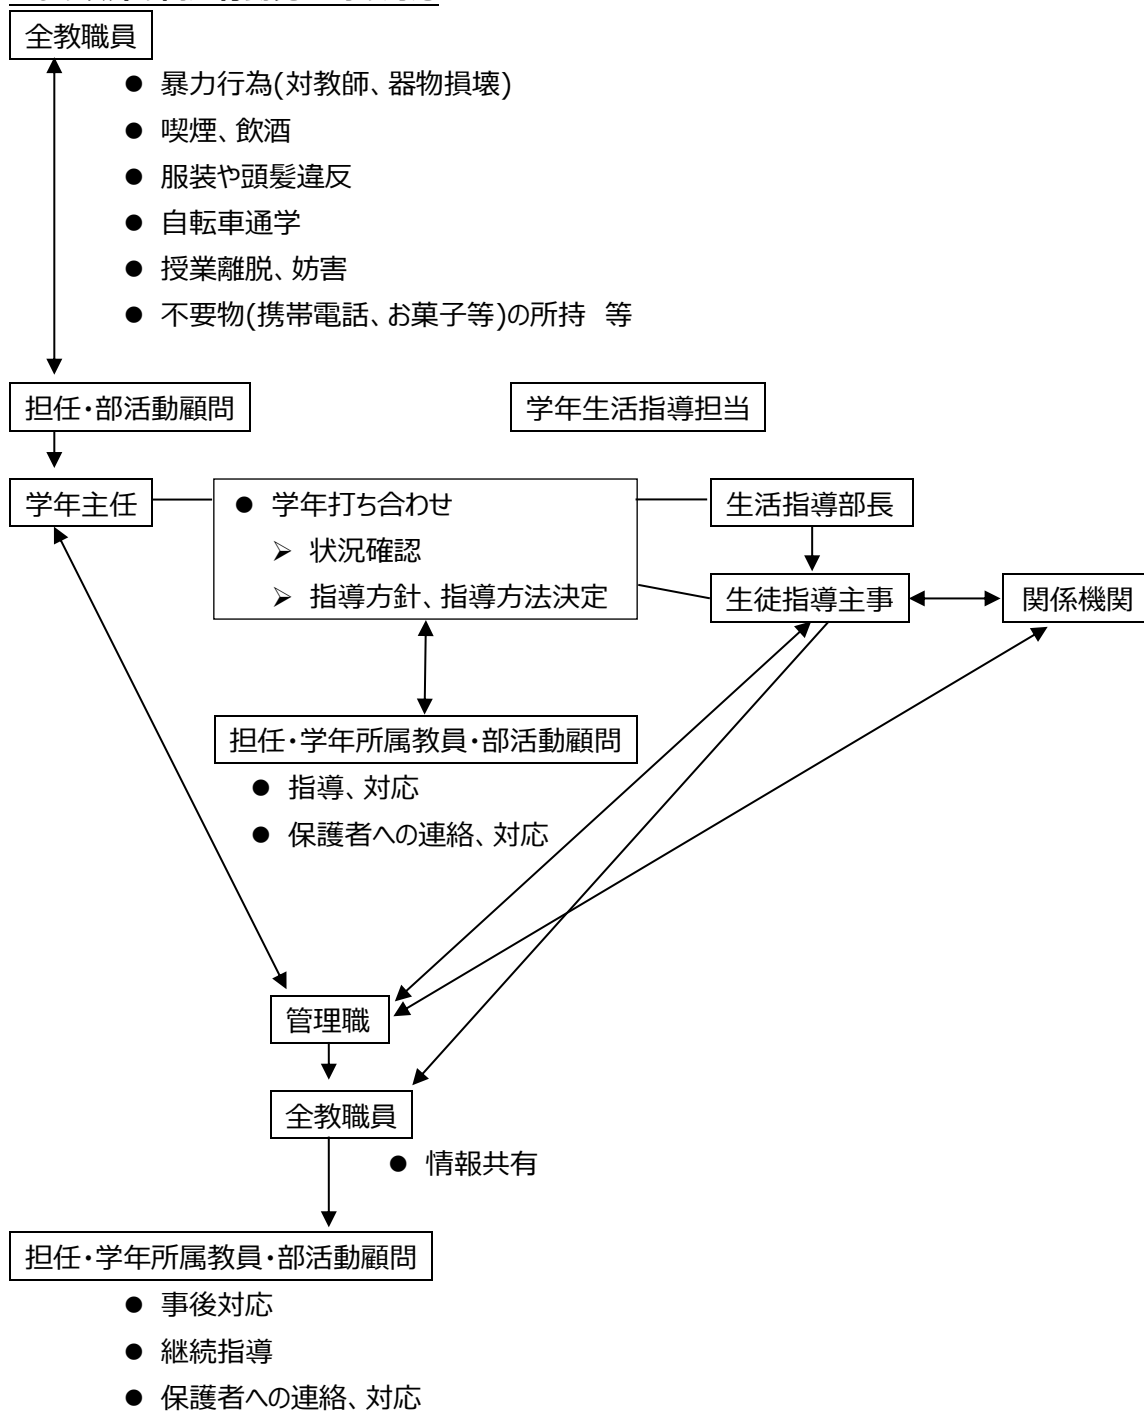 全教職員
● 暴力行為(対教師、器物損壊)
● 喫煙、飲酒
● 服装や頭髪違反
● 自転車通学
● 授業離脱、妨害
● 不要物(携帯電話、お菓子等)の所持　等
担任・部活動顧問
学年生活指導担当
学年主任
● 学年打ち合わせ
➢ 状況確認
➢ 指導方針、指導方法決定
生活指導部長
生徒指導主事
関係機関
担任・学年所属教員・部活動顧問
● 指導、対応
● 保護者への連絡、対応
管理職
全教職員
● 情報共有
担任・学年所属教員・部活動顧問
● 事後対応
● 継続指導
● 保護者への連絡、対応